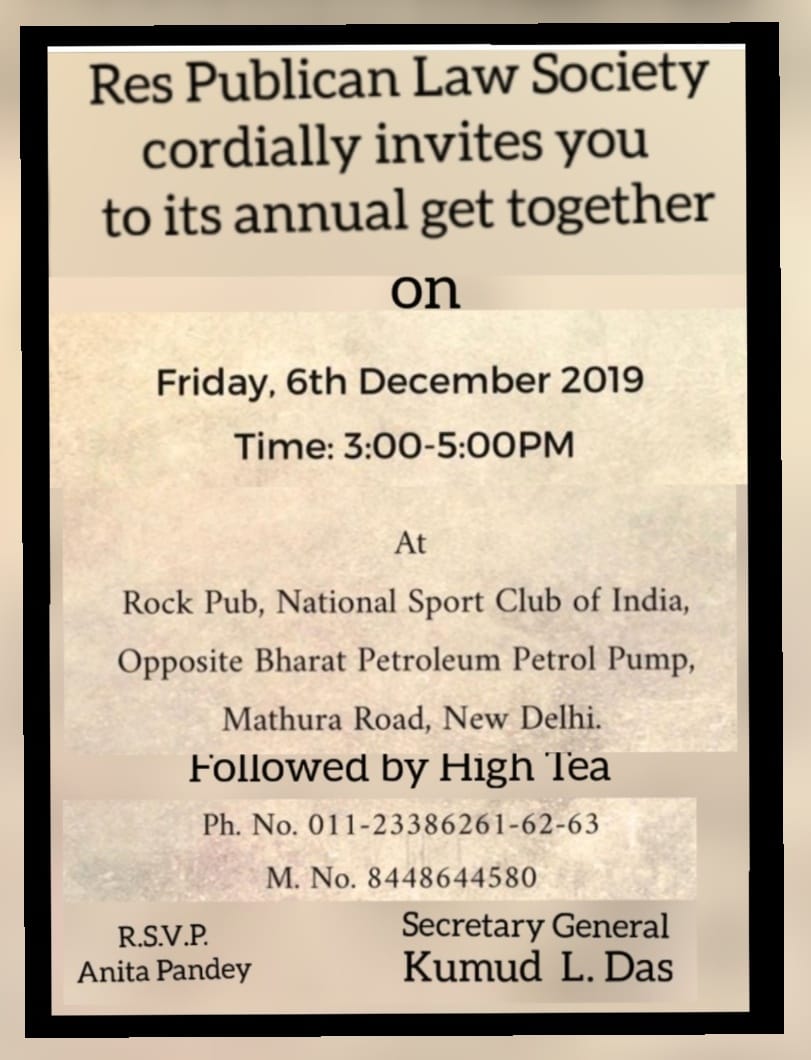 Res Publican Law Society
cordially invites you
to its annual get together
on
Friday, 6th December 2019
Time: 3:00-5:00PM
At
Rock Pub, National Sport Club of India,
Opposite Bharat Petroleum Petrol Pump,
Mathura Road, New Delhi.
Followed by High Tea
Ph. No. 011-23386261-62-63
M. No. 8448644580
R.S.V.P.
Anita Pandey
Secretary General
Kumud L. Das